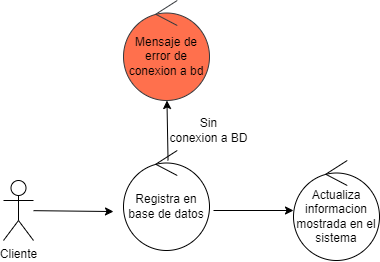 Mensaje de
error de
conexion a bd
Sin
conexion a BD
Registra en
base de datos
Actualiza
informacion
mostrada en el
sistema
Cliente